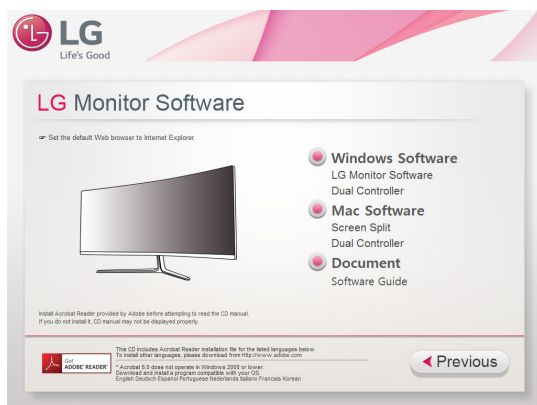 LG
Life's Good
LG Monitor Software
☞ Set the default Web browser to Internet Explorer.
Windows Software
LG Monitor Software
Dual Controller
Mac Software
Screen Split
Dual Controller
Document
Software Guide
Install Acrobat Reader provided by Adobe before attempting to read the CD manual.
If you do not install it, CD manual may not be displayed properly.
Get
ADOBE® READER®
This CD includes Acrobat Reader installation file for the listed languages below
To install other languages, please download from Http://www.adobe.com
* Acrobat 8.0 dose not operate in Windows 2000 or lower.
Download and install a program compatible with your OS.
English Deutsch Espanol Portuguese Nederlands Italiano Francais Korean
Previous